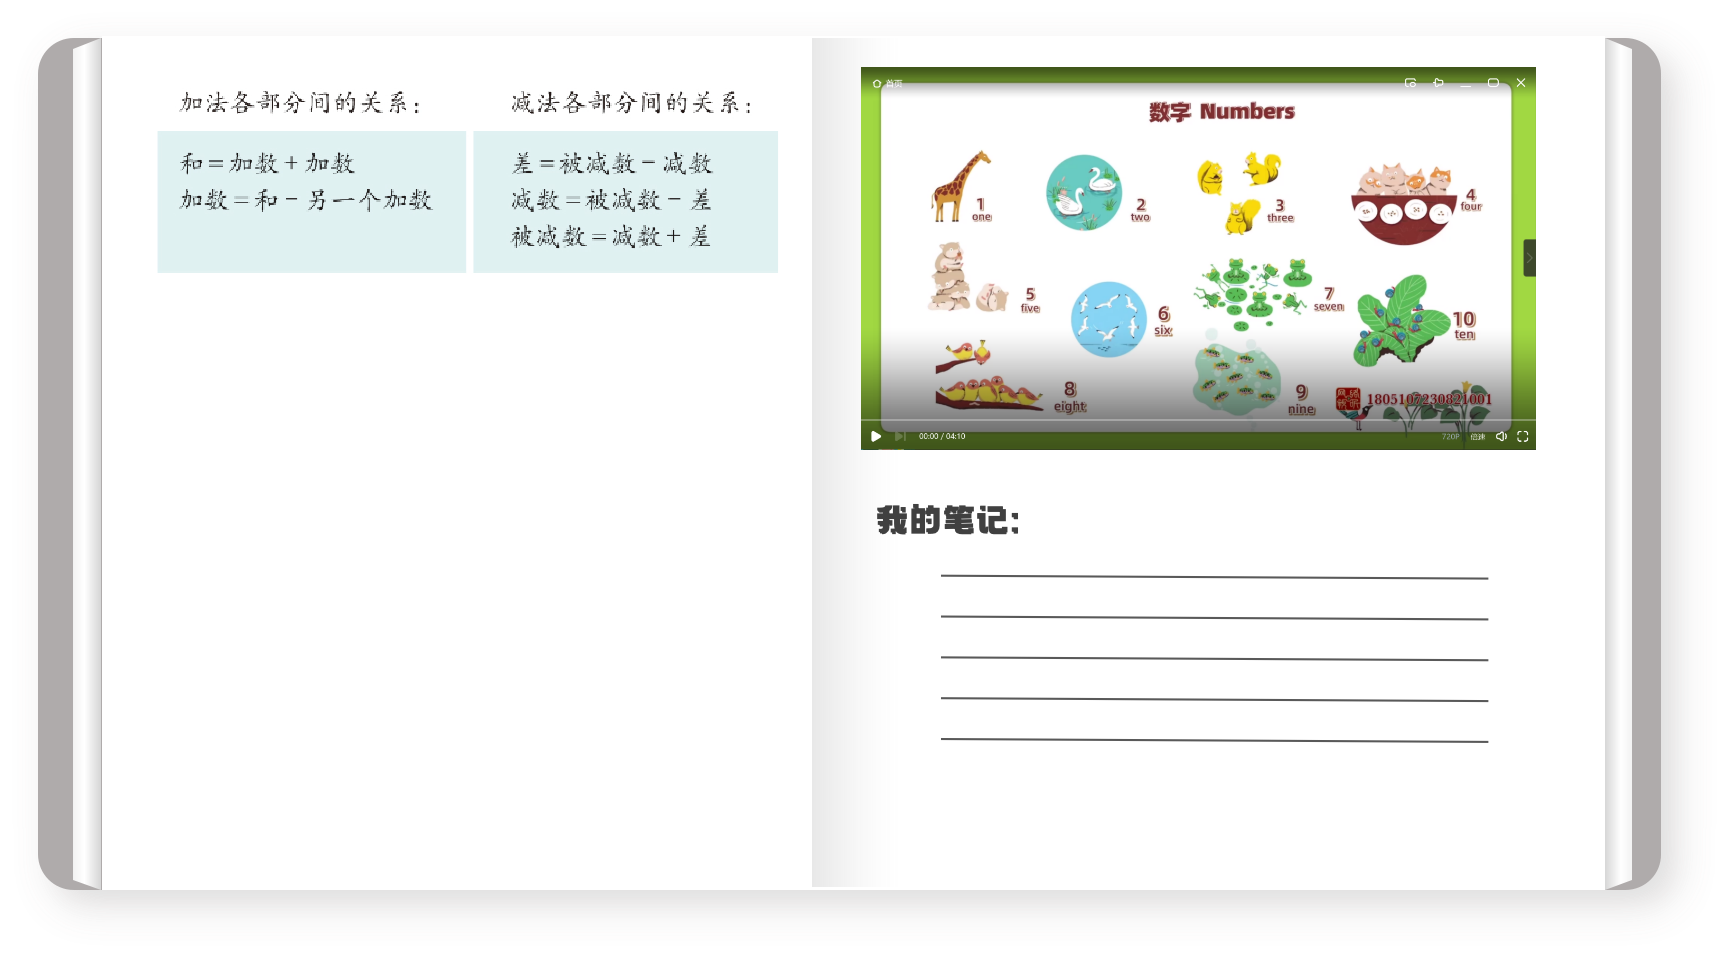 加法各部分间的关系：
和=加数+加数
加数=和-另一个加数
减法各部分间的关系：
差=被减数-减数
减数=被减数-差
被减数=减数+差
首页
数字 Numbers
1
one
2
two
3
three
4
four
5
five
6
six
7
seven
10
ten
8
eight
9
nine
1805107230821001
00:00 / 04:10
720P 倍速
我的笔记：